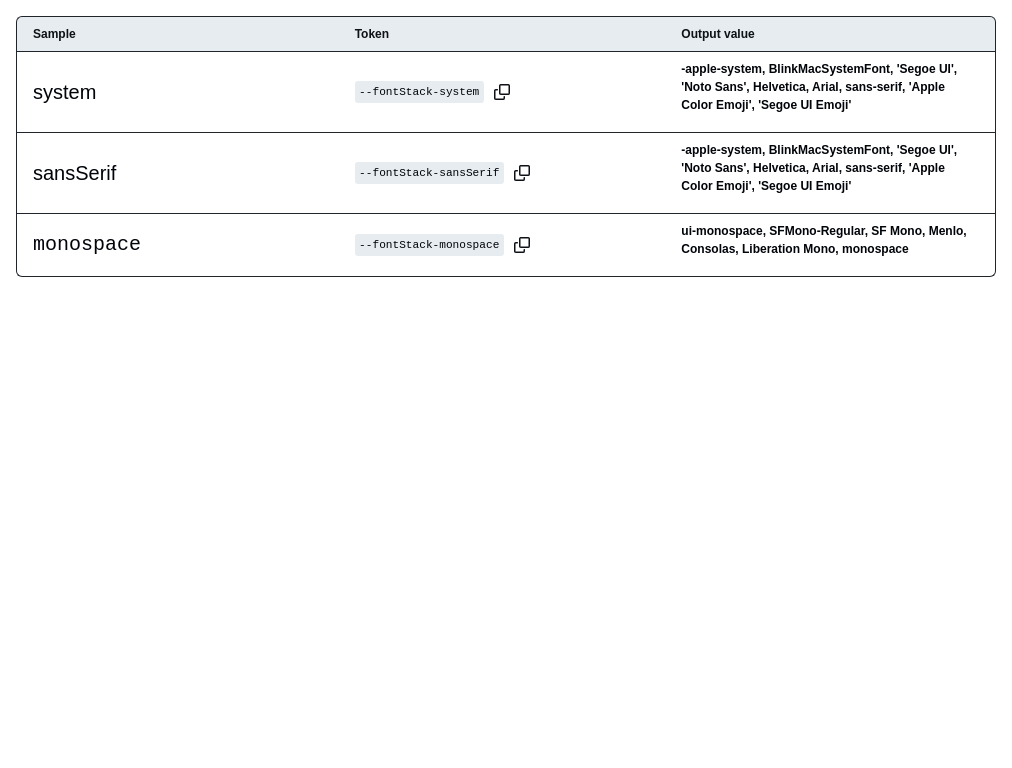 Sample
Token
Output value
system
--fontStack-system
-apple-system, BlinkMacSystemFont, 'Segoe UI',
'Noto Sans', Helvetica, Arial, sans-serif, 'Apple
Color Emoji', 'Segoe UI Emoji'
sansSerif
--fontStack-sansSerif
-apple-system, BlinkMacSystemFont, 'Segoe UI',
'Noto Sans', Helvetica, Arial, sans-serif, 'Apple
Color Emoji', 'Segoe UI Emoji'
monospace
--fontStack-monospace
ui-monospace, SFMono-Regular, SF Mono, Menlo,
Consolas, Liberation Mono, monospace